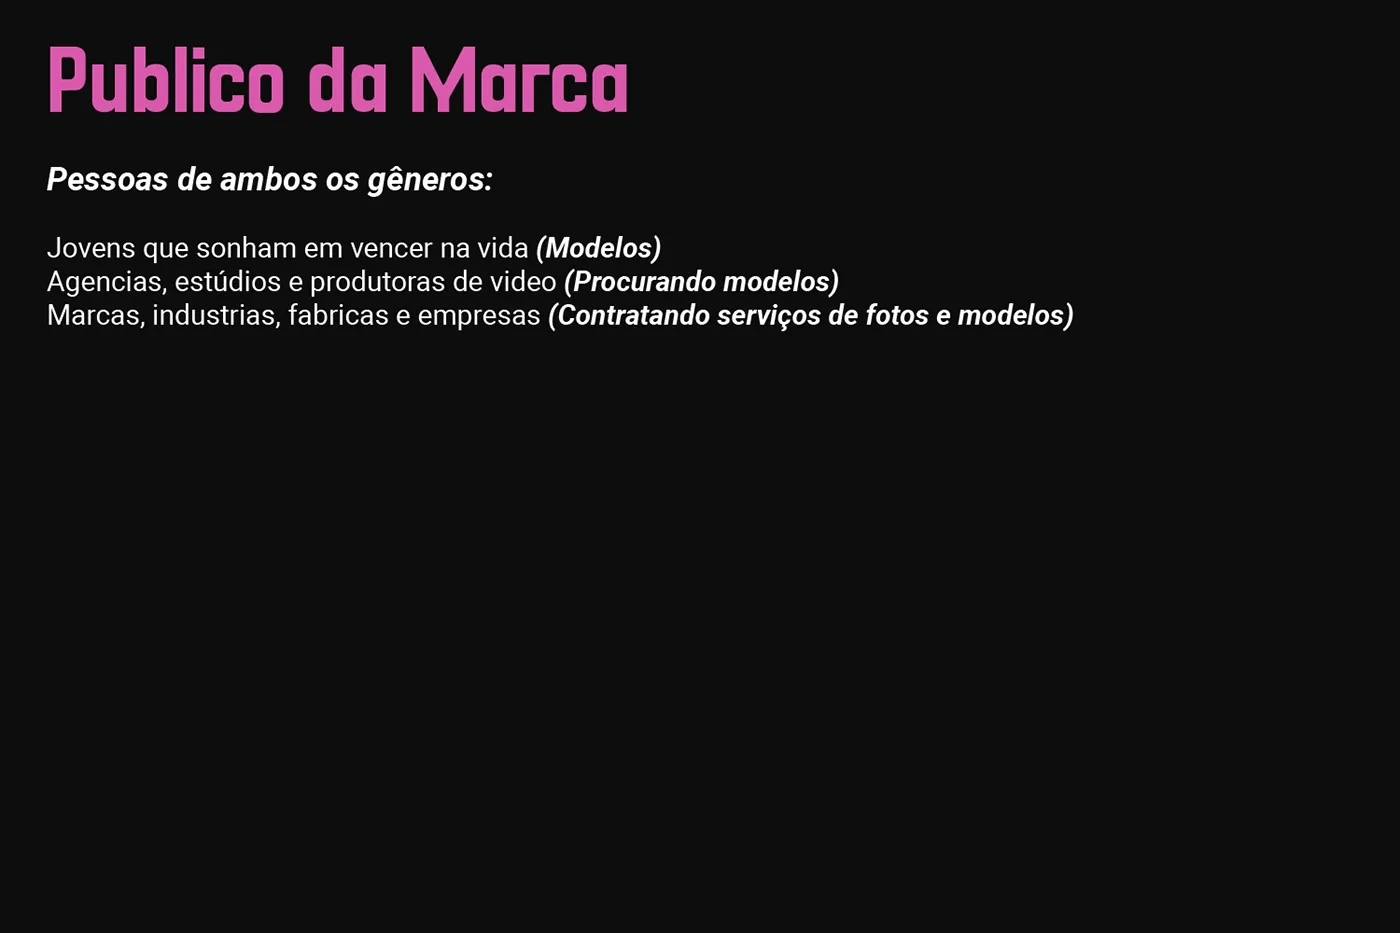 Publico da Marca
Pessoas de ambos os gêneros:
Jovens que sonham em vencer na vida (Modelos)
Agencias, estúdios e produtoras de video (Procurando modelos)
Marcas, industrias, fabricas e empresas (Contratando serviços de fotos e modelos)